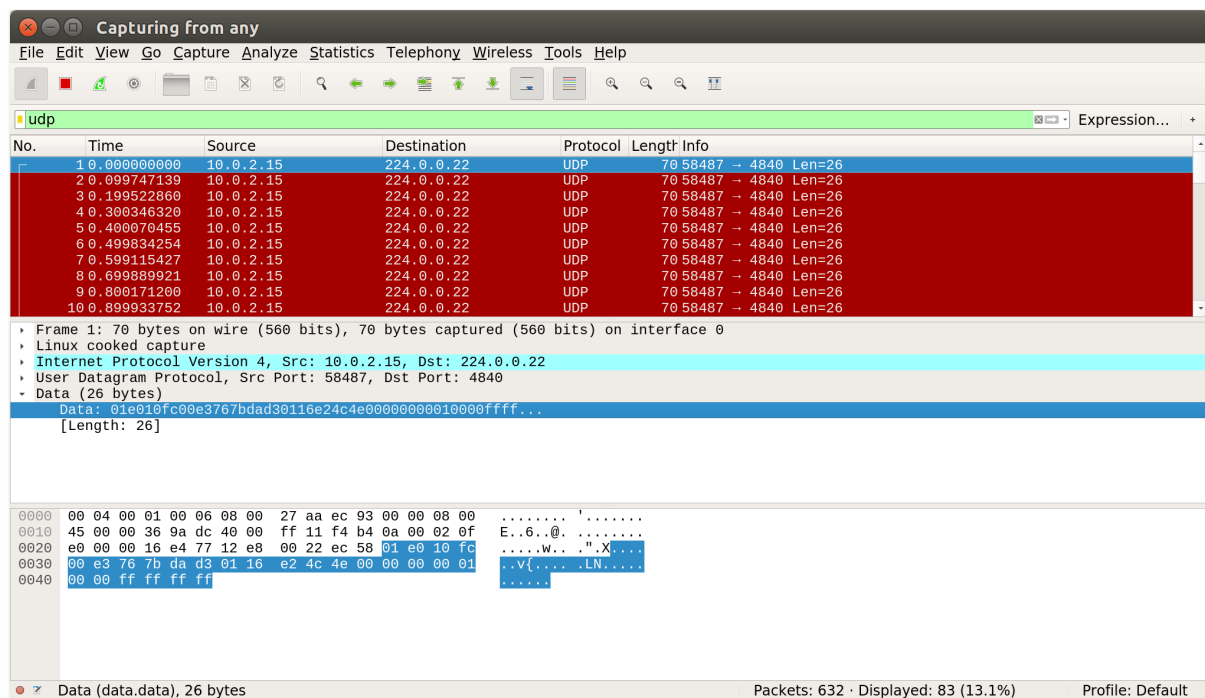 Capturing from any
File Edit View Go Capture Analyze Statistics Telephony Wireless Tools Help
udp Expression... +
No. Time Source Destination Protocol Length Info
1 0.000000000 10.0.2.15 224.0.0.22 UDP 70 58487 → 4840 Len=26
2 0.099747139 10.0.2.15 224.0.0.22 UDP 70 58487 → 4840 Len=26
3 0.199522860 10.0.2.15 224.0.0.22 UDP 70 58487 → 4840 Len=26
4 0.300346320 10.0.2.15 224.0.0.22 UDP 70 58487 → 4840 Len=26
5 0.400070455 10.0.2.15 224.0.0.22 UDP 70 58487 → 4840 Len=26
6 0.499834254 10.0.2.15 224.0.0.22 UDP 70 58487 → 4840 Len=26
7 0.599115427 10.0.2.15 224.0.0.22 UDP 70 58487 → 4840 Len=26
8 0.699889921 10.0.2.15 224.0.0.22 UDP 70 58487 → 4840 Len=26
9 0.800171200 10.0.2.15 224.0.0.22 UDP 70 58487 → 4840 Len=26
10 0.899933752 10.0.2.15 224.0.0.22 UDP 70 58487 → 4840 Len=26
Frame 1: 70 bytes on wire (560 bits), 70 bytes captured (560 bits) on interface 0
Linux cooked capture
Internet Protocol Version 4, Src: 10.0.2.15, Dst: 224.0.0.22
User Datagram Protocol, Src Port: 58487, Dst Port: 4840
Data (26 bytes)
Data: 01e010fc00e3767bdad30116e24c4e00000000010000ffff...
[Length: 26]
0000 00 04 00 01 00 06 08 00 27 aa ec 93 00 00 08 00 ........ '.......
0010 45 00 00 36 9a dc 40 00 ff 11 f4 b4 0a 00 02 0f E..6..@. ........
0020 e0 00 00 16 e4 77 12 e8 00 22 ec 58 01 e0 10 fc .....w.. .".X....
0030 00 e3 76 7b da d3 01 16 e2 4c 4e 00 00 00 00 01 ..v{.... .LN.....
0040 00 00 ff ff ff ff ......
Data (data.data), 26 bytes Packets: 632 · Displayed: 83 (13.1%) Profile: Default